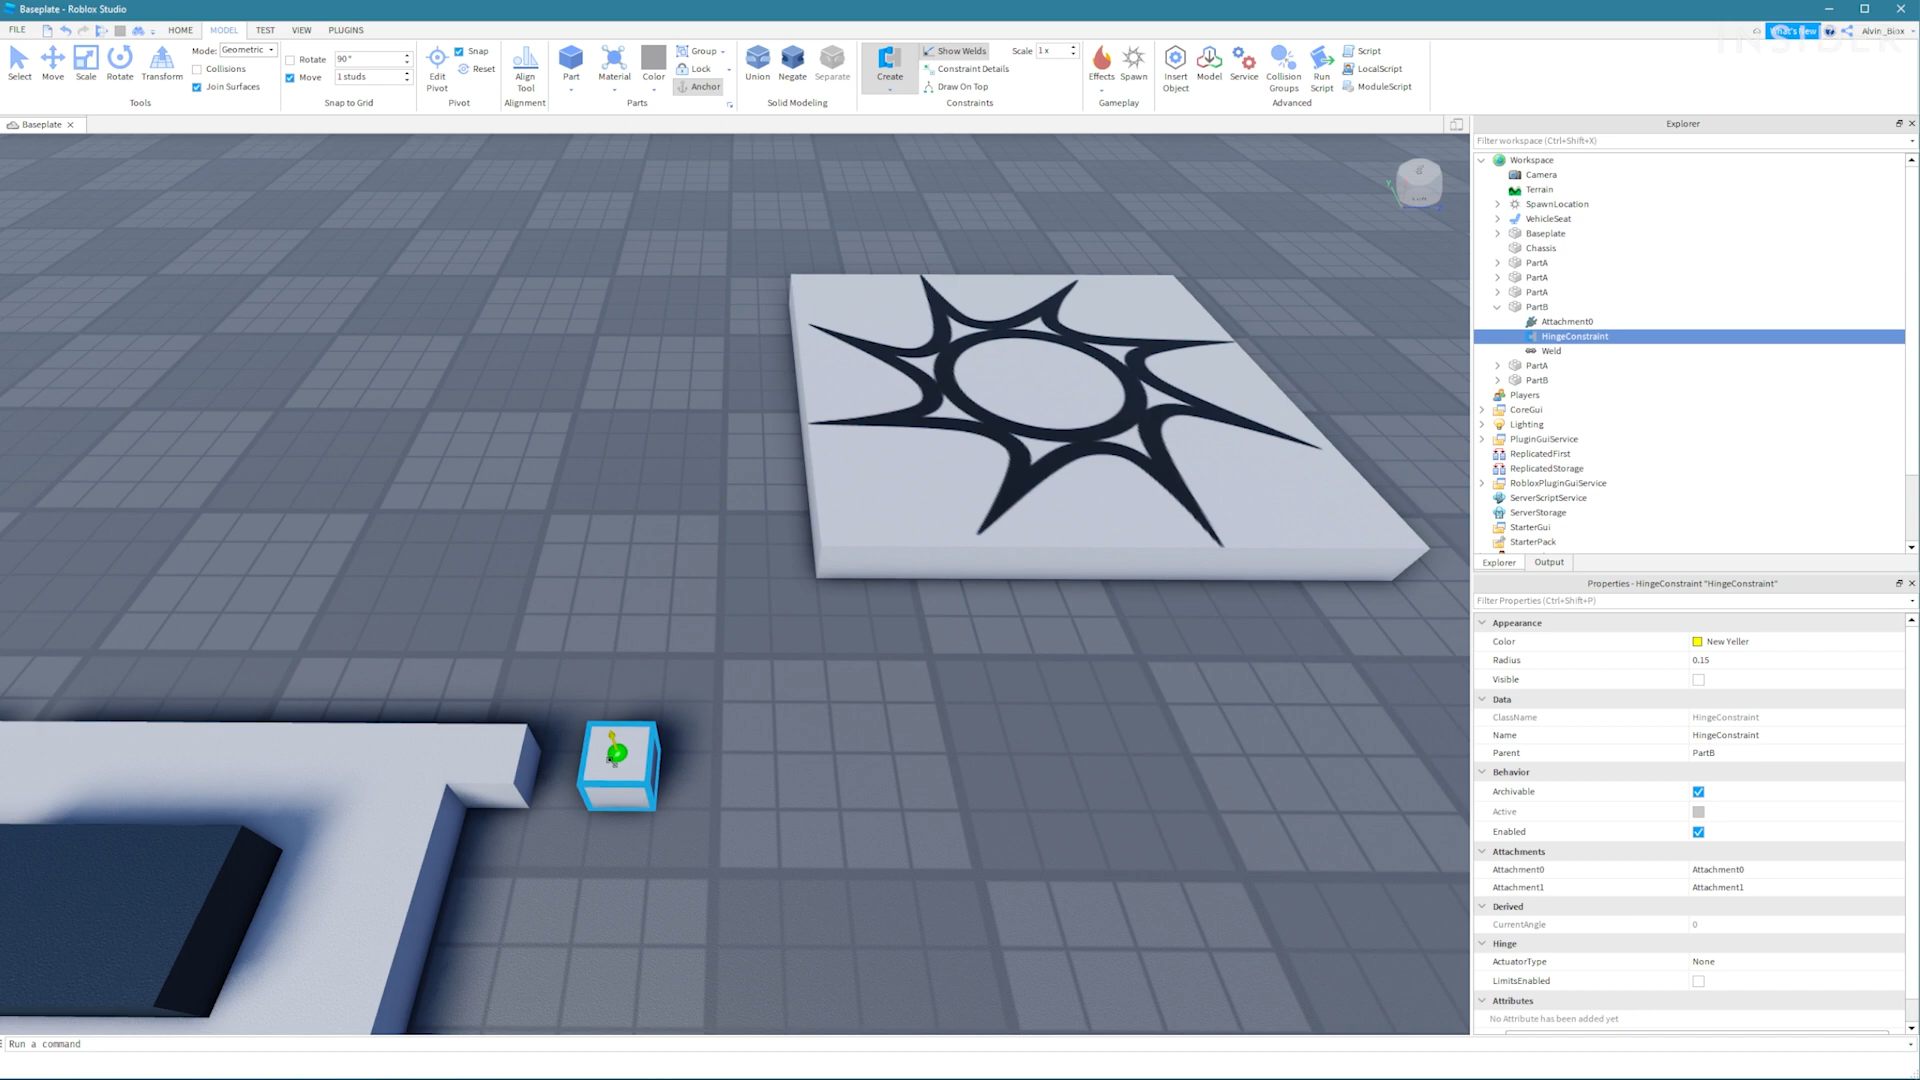 Baseplate - Roblox Studio
FILE HOME MODEL TEST VIEW PLUGINS What's New Alvin_Blox
INSIDER
Select Move Scale Rotate Transform
Mode: Geometric
Collisions
Join Surfaces
Tools
Rotate 90°
Move 1 studs
Snap to Grid
Edit Pivot
Snap
Reset
Pivot
Align Tool
Alignment
Part Material Color
Group
Lock
Anchor
Parts
Union Negate Separate
Solid Modeling
Create
Show Welds
Constraint Details
Draw On Top
Scale 1x
Constraints
Effects Spawn
Gameplay
Insert Object Model Service Collision Groups Run Script
Script
LocalScript
ModuleScript
Advanced
Baseplate
Explorer
Filter workspace (Ctrl+Shift+X)
Workspace
Camera
Terrain
SpawnLocation
VehicleSeat
Baseplate
Chassis
PartA
PartA
PartA
PartB
Attachment0
HingeConstraint
Weld
PartA
PartB
Players
CoreGui
Lighting
PluginGuiService
ReplicatedFirst
ReplicatedStorage
RobloxPluginGuiService
ServerScriptService
ServerStorage
StarterGui
StarterPack
Explorer Output
Properties - HingeConstraint "HingeConstraint"
Filter Properties (Ctrl+Shift+P)
Appearance
Color New Yeller
Radius 0.15
Visible
Data
ClassName HingeConstraint
Name HingeConstraint
Parent PartB
Behavior
Archivable
Active
Enabled
Attachments
Attachment0 Attachment0
Attachment1 Attachment1
Derived
CurrentAngle 0
Hinge
ActuatorType None
LimitsEnabled
Attributes
No Attribute has been added yet
Run a command